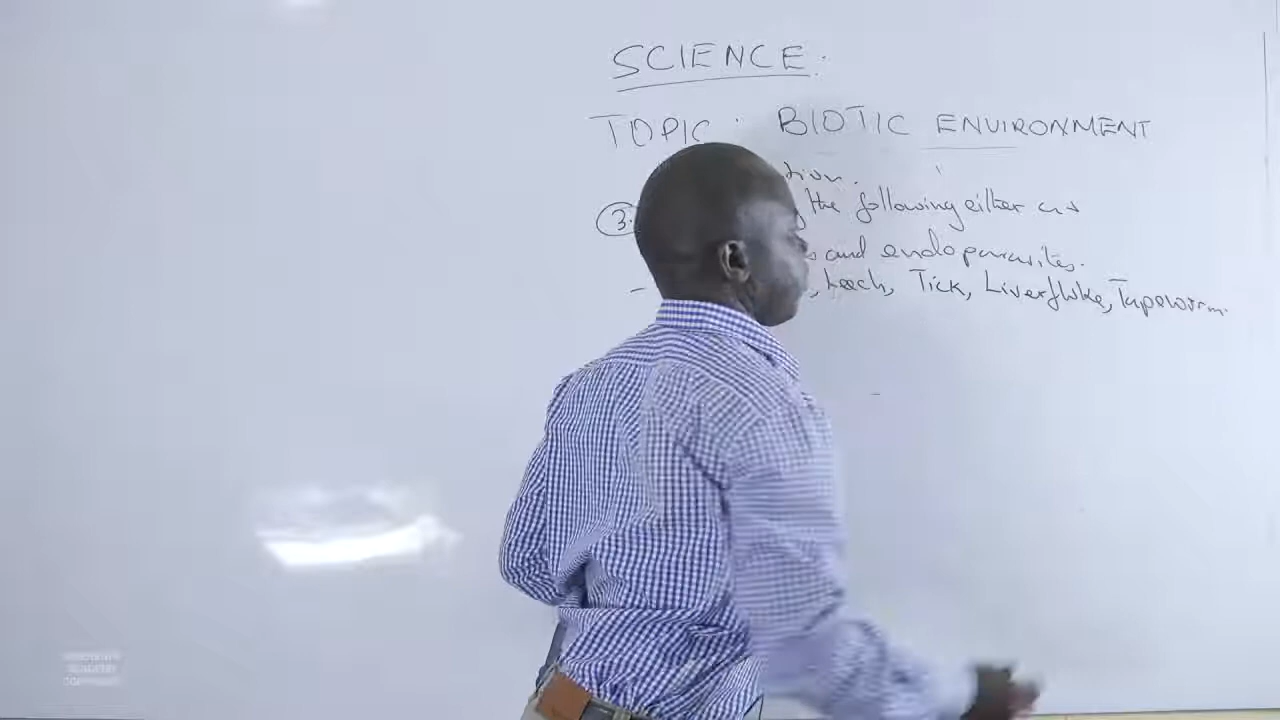 SCIENCE.
TOPIC: BIOTIC ENVIRONMENT
tion.
3. the following either as
s and endoparasites.
- , Leech, Tick, Liverfluke, Tapeworm.